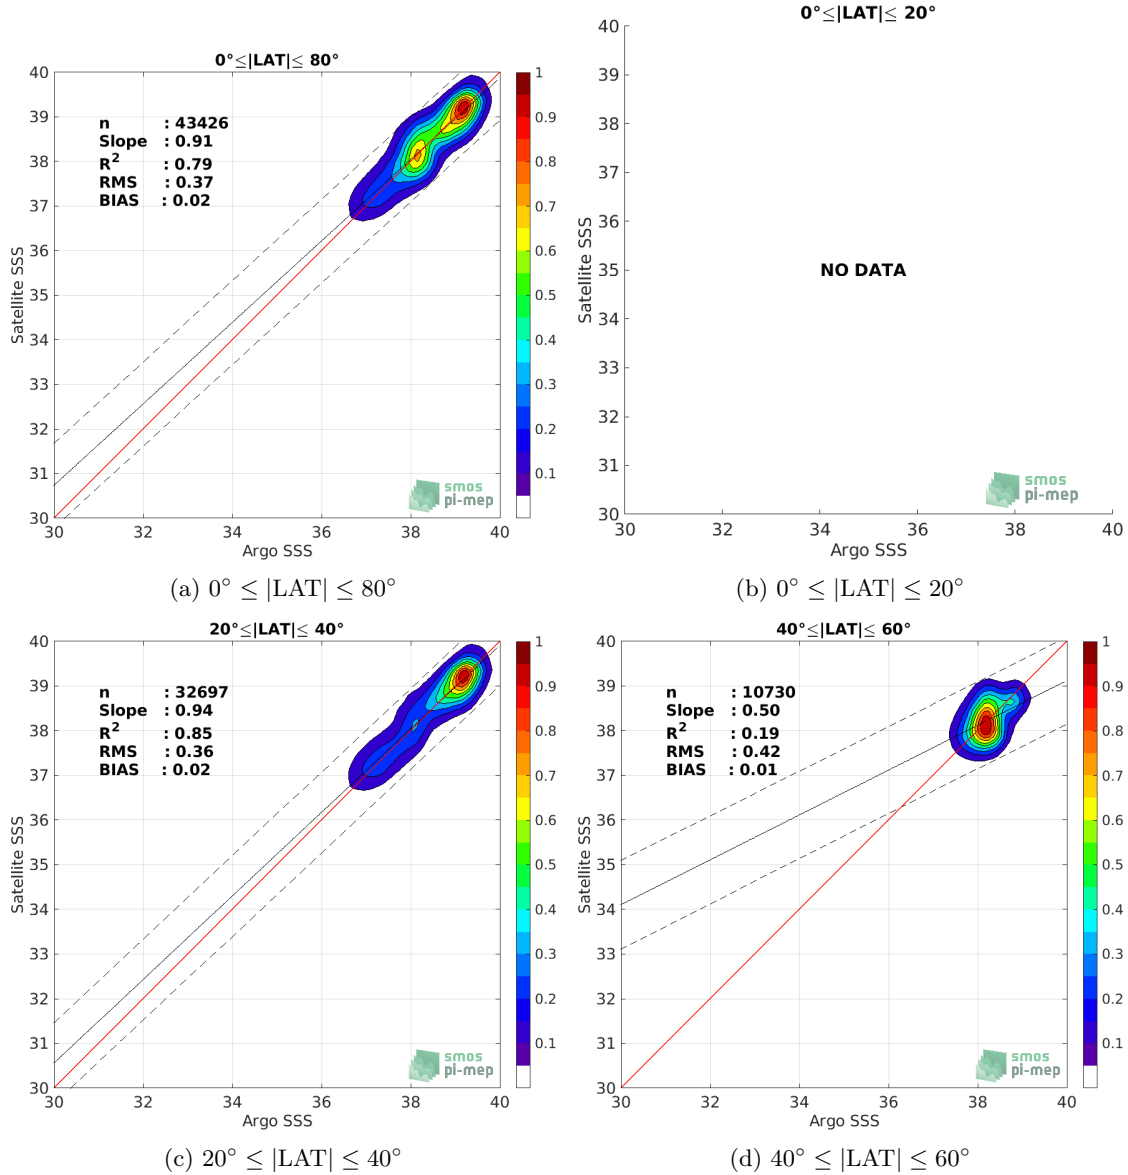 0°≤|LAT|≤ 80°
40
39
38
37
36
35
34
33
32
31
30
Satellite SSS
n : 43426
Slope : 0.91
R² : 0.79
RMS : 0.37
BIAS : 0.02
smos
pi-mep
30 32 34 36 38 40
Argo SSS
1
0.9
0.8
0.7
0.6
0.5
0.4
0.3
0.2
0.1
(a) 0° ≤ |LAT| ≤ 80°
0°≤|LAT|≤ 20°
40
39
38
37
36
35
34
33
32
31
30
Satellite SSS
NO DATA
smos
pi-mep
30 32 34 36 38 40
Argo SSS
(b) 0° ≤ |LAT| ≤ 20°
20°≤|LAT|≤ 40°
40
39
38
37
36
35
34
33
32
31
30
Satellite SSS
n : 32697
Slope : 0.94
R² : 0.85
RMS : 0.36
BIAS : 0.02
smos
pi-mep
30 32 34 36 38 40
Argo SSS
1
0.9
0.8
0.7
0.6
0.5
0.4
0.3
0.2
0.1
(c) 20° ≤ |LAT| ≤ 40°
40°≤|LAT|≤ 60°
40
39
38
37
36
35
34
33
32
31
30
Satellite SSS
n : 10730
Slope : 0.50
R² : 0.19
RMS : 0.42
BIAS : 0.01
smos
pi-mep
30 32 34 36 38 40
Argo SSS
1
0.9
0.8
0.7
0.6
0.5
0.4
0.3
0.2
0.1
(d) 40° ≤ |LAT| ≤ 60°